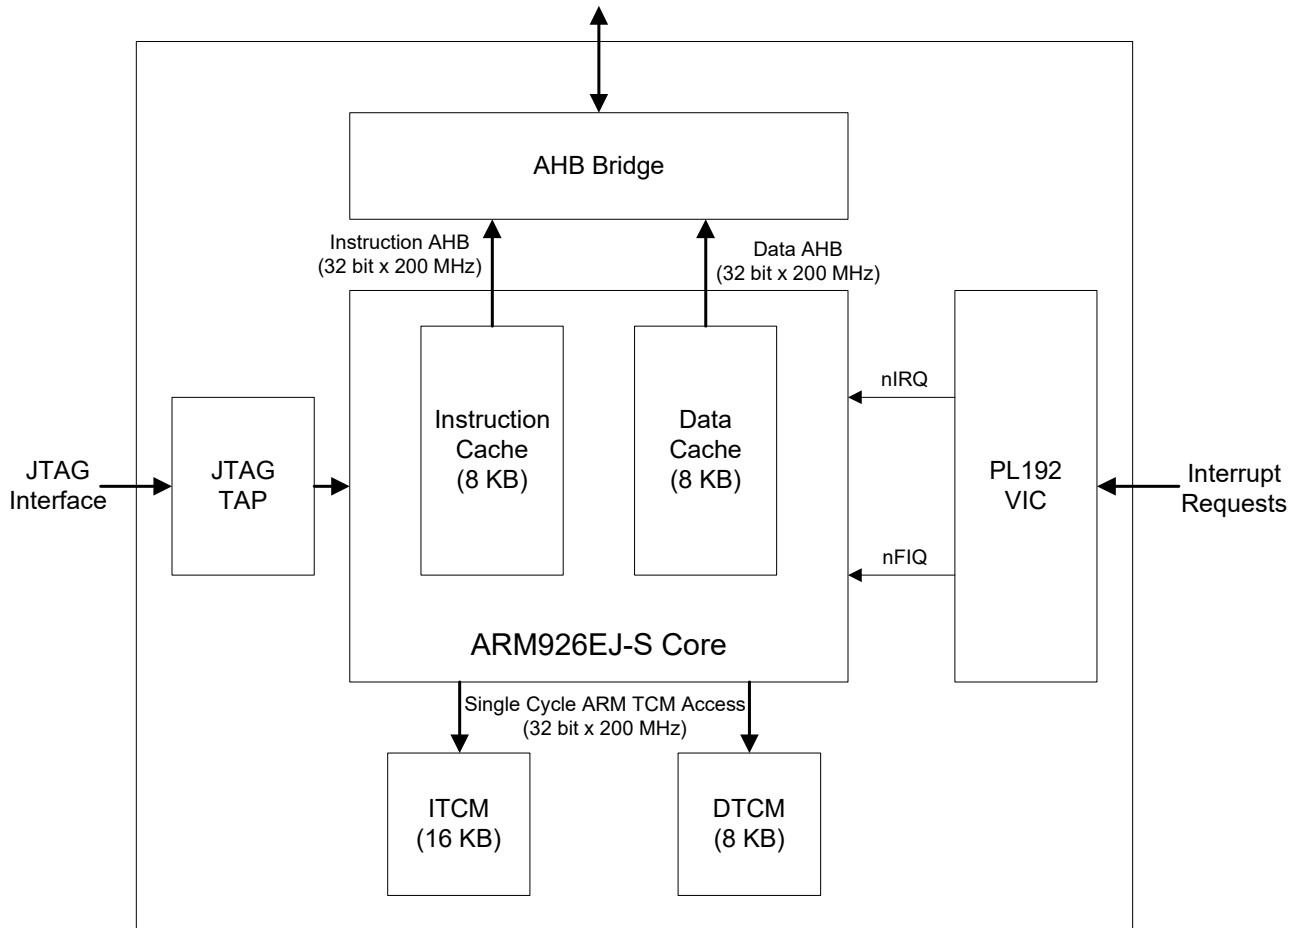 AHB Bridge
Instruction AHB
(32 bit x 200 MHz)
Data AHB
(32 bit x 200 MHz)
JTAG
Interface
JTAG
TAP
Instruction
Cache
(8 KB)
Data
Cache
(8 KB)
nIRQ
nFIQ
PL192
VIC
Interrupt
Requests
ARM926EJ-S Core
Single Cycle ARM TCM Access
(32 bit x 200 MHz)
ITCM
(16 KB)
DTCM
(8 KB)